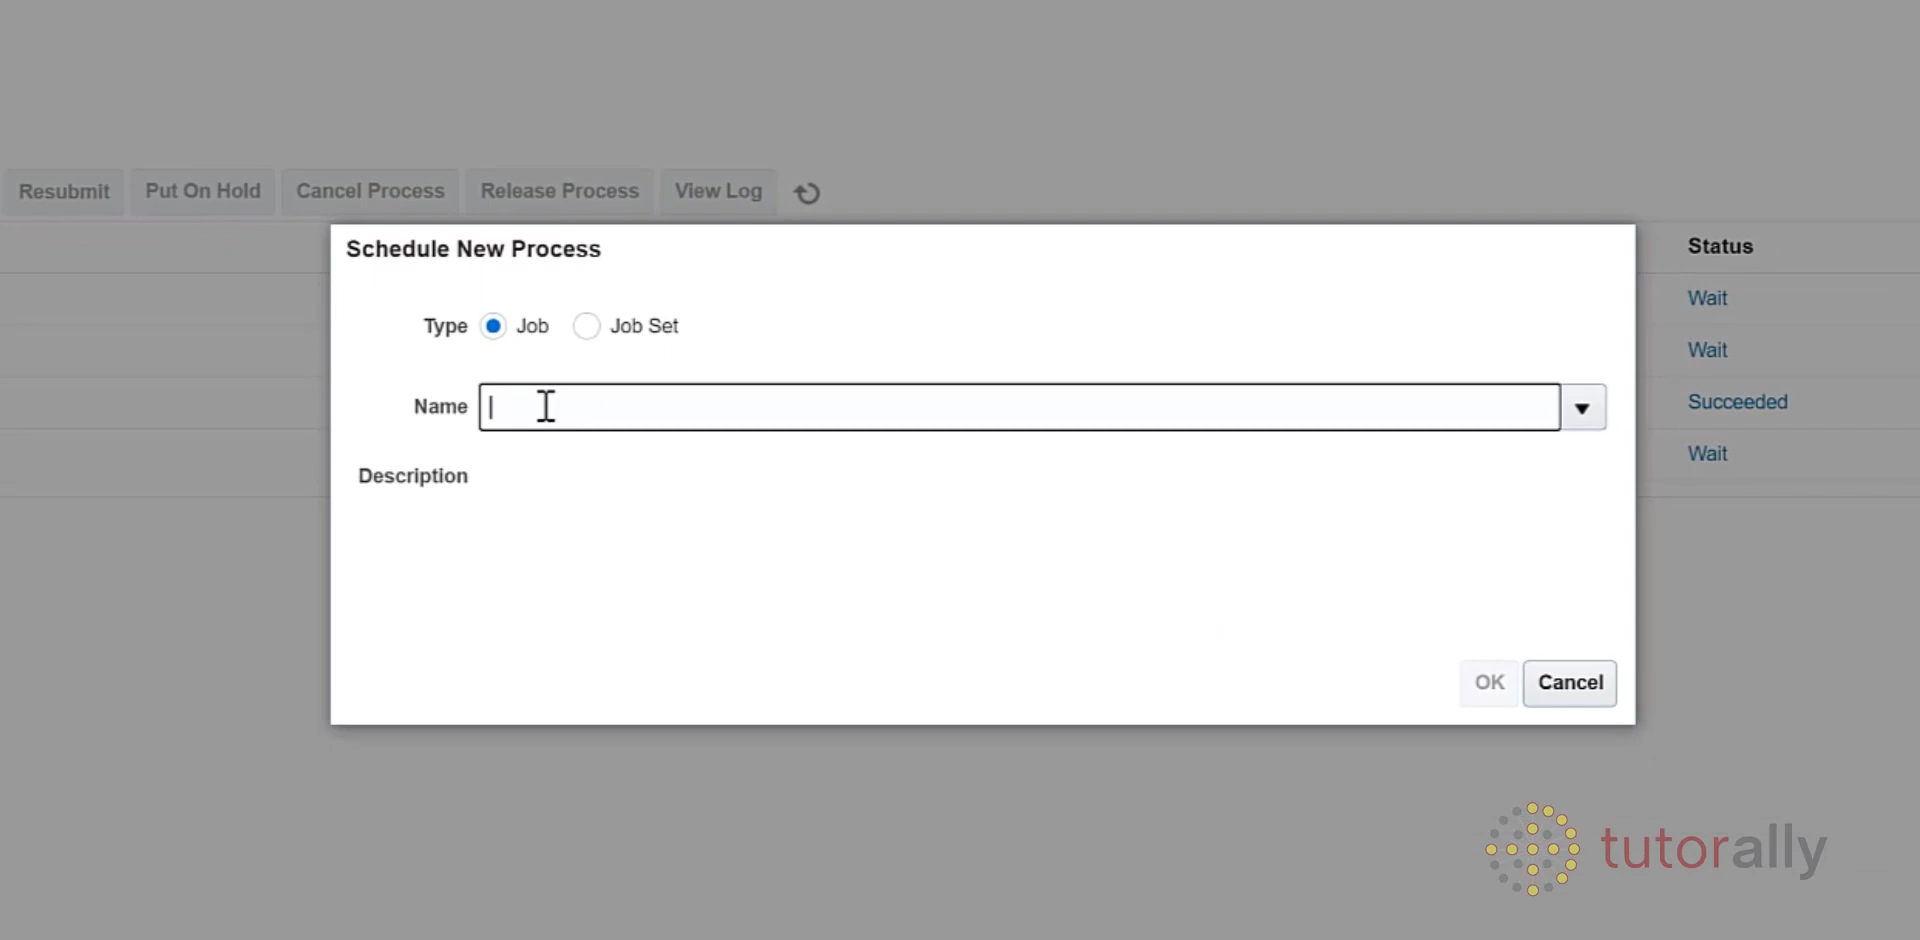 Resubmit Put On Hold Cancel Process Release Process View Log
Schedule New Process
Status
Type Job Job Set
Wait
Wait
Name
Succeeded
Wait
Description
OK Cancel
tutorally